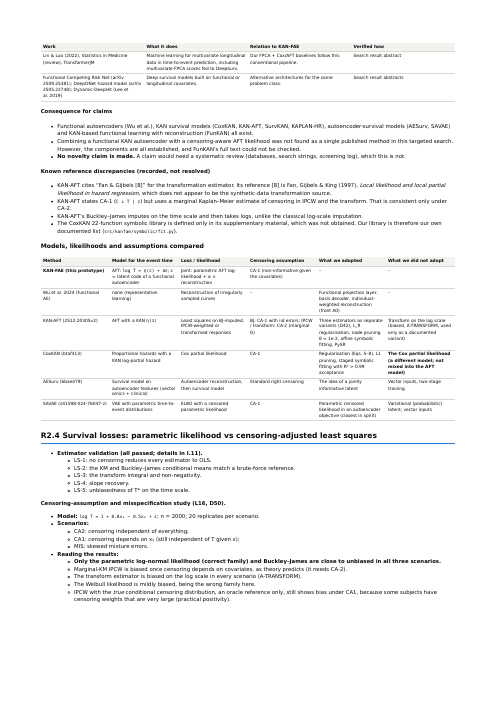 Work What it does Relation to KAN-FAE Verified how
Lin & Luo (2022), Statistics in Medicine (review); TransformerJM
Machine learning for multivariate longitudinal data in time-to-event prediction, including multivariate FPCA scores fed to DeepSurv.
Our FPCA + Cox/AFT baselines follow this conventional pipeline.
Search result abstract
Functional Competing Risk Net (arXiv 2509.25381); DeepONet hazard model (arXiv 2505.22748); Dynamic-DeepHit (Lee et al. 2019)
Deep survival models built on functional or longitudinal covariates.
Alternative architectures for the same problem class.
Search result abstracts
Consequence for claims
• Functional autoencoders (Wu et al.), KAN survival models (CoxKAN, KAN-AFT, SurvKAN, KAPLAN-HR), autoencoder-survival models (AESurv, SAVAE) and KAN-based functional learning with reconstruction (FunKAN) all exist.
• Combining a functional KAN autoencoder with a censoring-aware AFT likelihood was not found as a single published method in this targeted search. However, the components are all established, and FunKAN's full text could not be checked.
• No novelty claim is made. A claim would need a systematic review (databases, search strings, screening log), which this is not.
Known reference discrepancies (recorded, not resolved)
• KAN-AFT cites "Fan & Gijbels [8]" for the transformation estimator. Its reference [8] is Fan, Gijbels & King (1997), Local likelihood and local partial likelihood in hazard regression, which does not appear to be the synthetic-data transformation source.
• KAN-AFT states CA-1 but uses a marginal Kaplan-Meier estimate of censoring in IPCW and the transform. That is consistent only under CA-2.
• KAN-AFT's Buckley-James imputes on the time scale and then takes logs, unlike the classical log-scale imputation.
• The CoxKAN 22-function symbolic library is defined only in its supplementary material, which was not obtained. Our library is therefore our own documented list (src/kanfae/symbolic/fit.py).
Models, likelihoods and assumptions compared
Method Model for the event time Loss / likelihood Censoring assumption What we adopted What we did not adopt
KAN-FAE (this prototype)
AFT: log T = η(z) + σε; z = latent code of a functional autoencoder
Joint: parametric AFT log-likelihood + α × reconstruction
CA-1 (non-informative given the covariates)
–
–
Wu et al. 2024 (functional AE)
none (representation learning)
Reconstruction of irregularly sampled curves
–
Functional projection layer, basis decoder, individual-weighted reconstruction
–
KAN-AFT (2512.20305v2)
AFT with a KAN η(z)
Least squares on BJ-imputed, IPCW-weighted or transformed responses
BJ: CA-1 with iid errors; IPCW / transform: CA-2 (marginal G)
Three estimators as separate variants (D42), regularisation, node pruning θ = 1e-2, affine symbolic fitting, PySR
Transform on the log scale (biased, A-TRANSFORM, used only as a documented variant)
CoxKAN
Proportional hazards with a KAN log-partial hazard
Cox partial likelihood
CA-1
Regularisation (Eqs. 5–8), L1 pruning, staged symbolic fitting with R² > 0.99 acceptance
The Cox partial likelihood (a different model; not mixed into the AFT model)
AESurv
Survival model on autoencoder features (vector omics + clinical)
Autoencoder reconstruction, then survival model
Standard right censoring
The idea of a jointly informative latent
Vector inputs, two-stage training
SAVAE (s41598-024-76047-z)
VAE with parametric time-to-event distributions
ELBO with a censored parametric likelihood
CA-1
Parametric censored likelihood in an autoencoder objective (closest in spirit)
Variational (probabilistic) latent; vector inputs
R2.4 Survival losses: parametric likelihood vs censoring-adjusted least squares
• Estimator validation (all passed; details in I.11).
LS-1: no censoring reduces every estimator to OLS.
LS-2: the KM and Buckley-James conditional means match a brute-force reference.
LS-3: the transform integral and non-negativity.
LS-4: slope recovery.
LS-5: unbiasedness of T* on the time scale.
Censoring-assumption and misspecification study (L16, D50).
• Model: log T = 1 + 0.8x₁ − 0.5x₂ + ε; n = 2000; 20 replicates per scenario.
• Scenarios:
CA2: censoring independent of everything;
CA1: censoring depends on x₁ (still independent of T given x);
MIS: skewed mixture errors.
• Reading the results:
Only the parametric log-normal likelihood (correct family) and Buckley-James are close to unbiased in all three scenarios.
Marginal-KM IPCW is biased once censoring depends on covariates, as theory predicts (it needs CA-2).
The transform estimator is biased on the log scale in every scenario (A-TRANSFORM).
The Weibull likelihood is mildly biased, being the wrong family here.
IPCW with the true conditional censoring distribution, an oracle reference only, still shows bias under CA1, because some subjects have censoring weights that are very large (practical positivity).